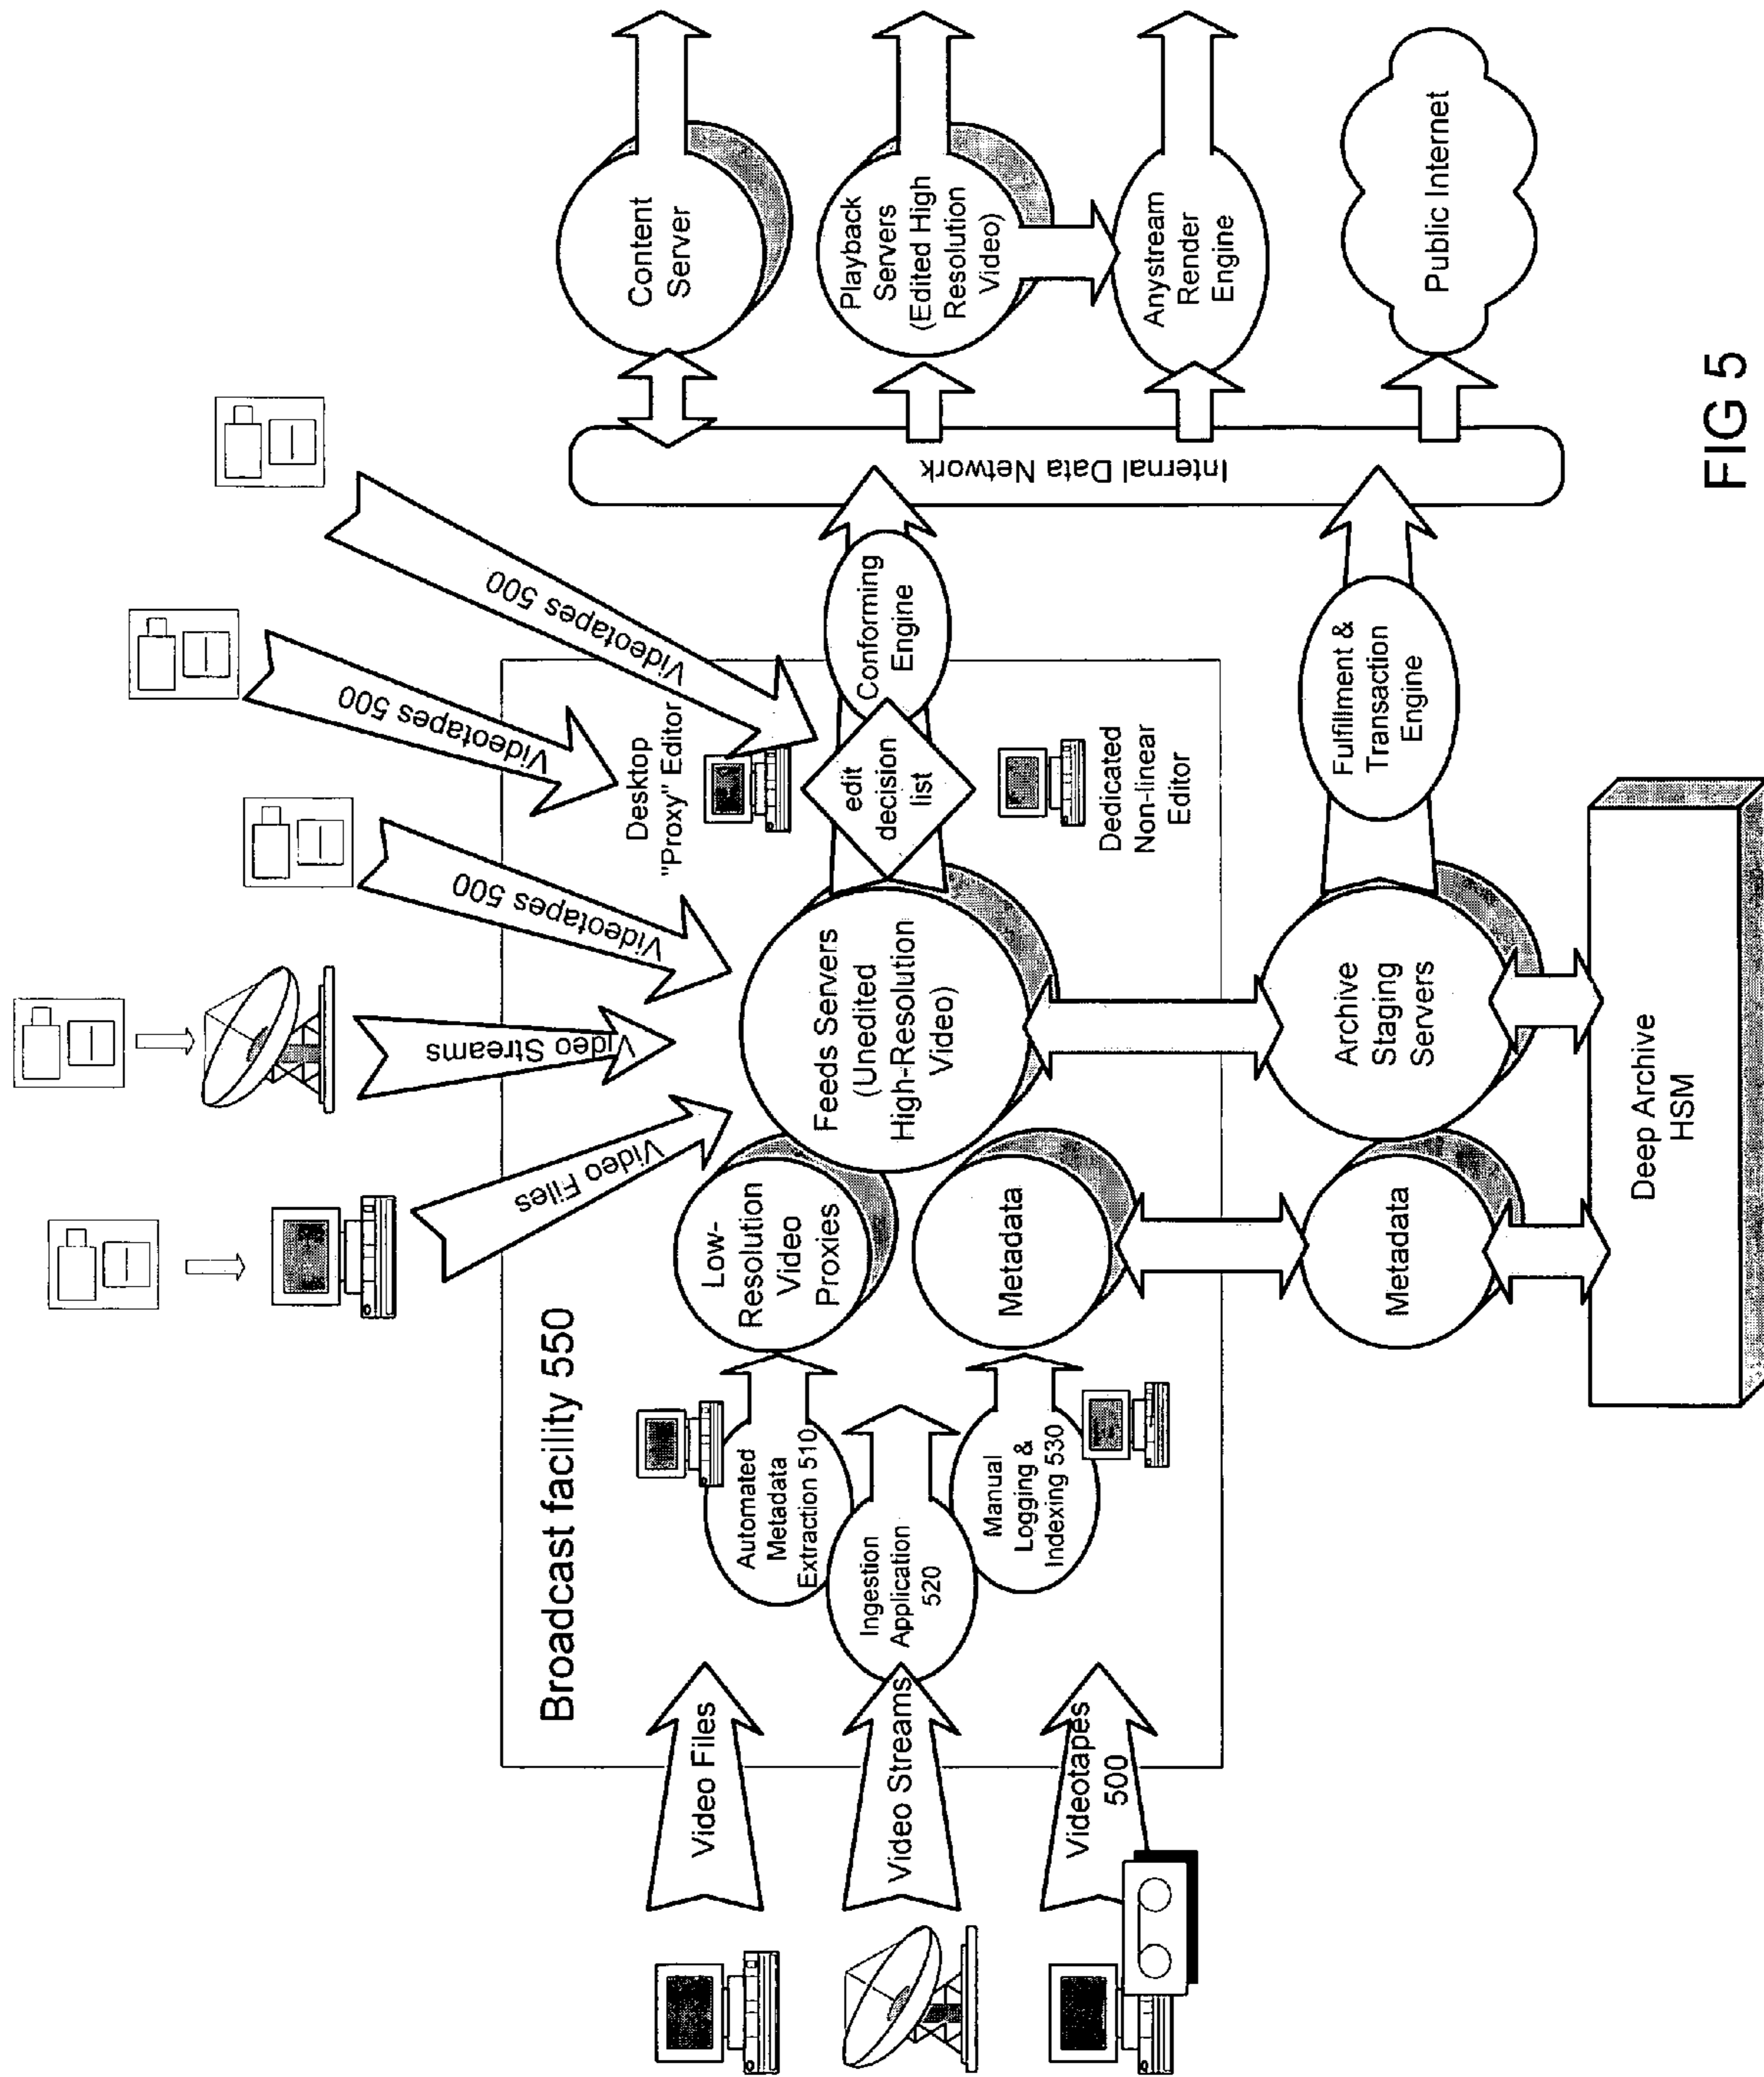 Broadcast facility 550
Video Files
Video Streams
Videotapes
500
Automated
Metadata
Extraction 510
Ingestion
Application
520
Manual
Logging &
Indexing 530
Low-
Resolution
Video
Proxies
Metadata
Video Files
Video Streams
Videotapes 500
Videotapes 500
Videotapes 500
Feeds Servers
(Unedited
High-Resolution
Video)
Desktop
"Proxy" Editor
edit
decision
list
Dedicated
Non-linear
Editor
Conforming
Engine
Metadata
Archive
Staging
Servers
Fulfillment &
Transaction
Engine
Deep Archive
HSM
Internal Data Network
Content
Server
Playback
Servers
(Edited High
Resolution
Video)
Anystream
Render
Engine
Public Internet
FIG 5